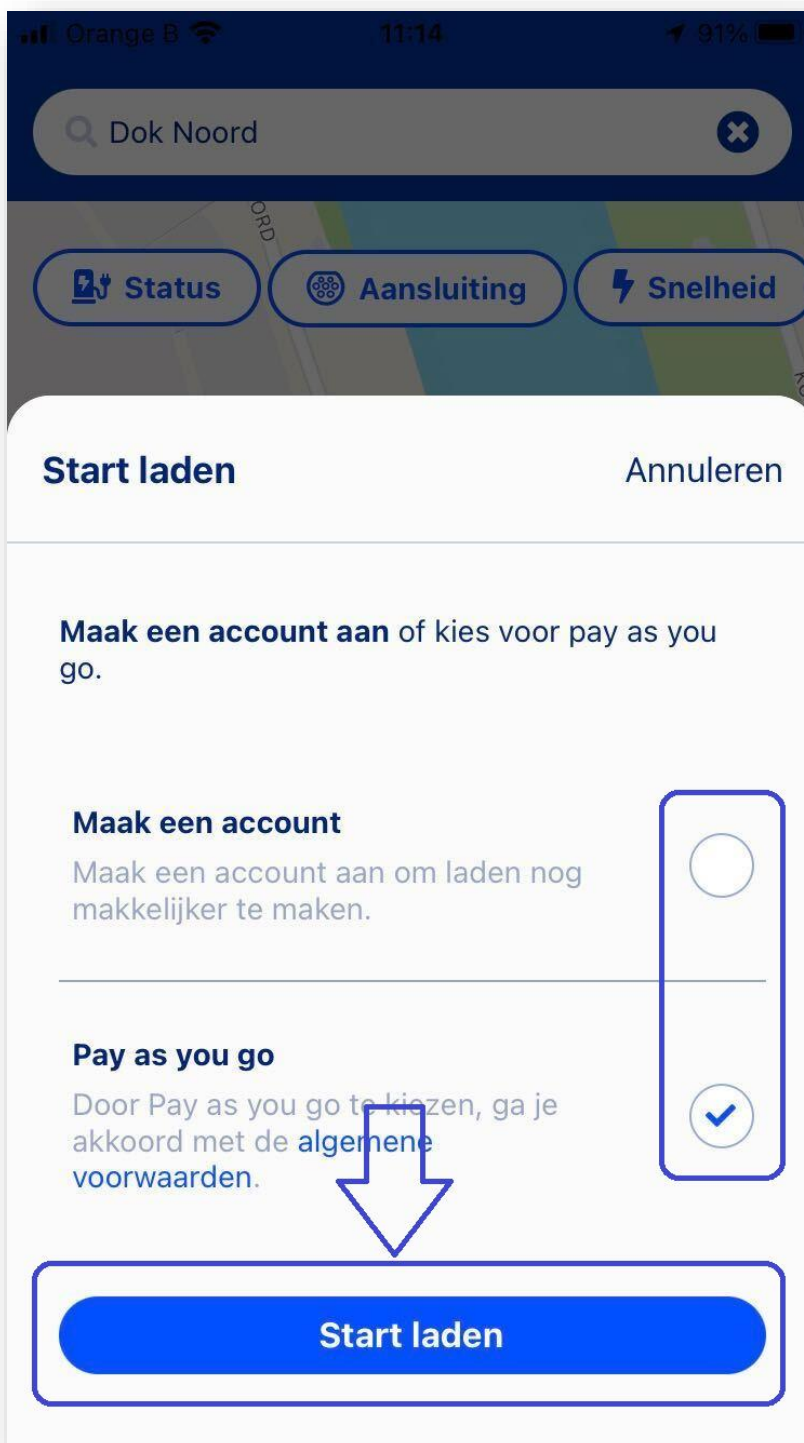 Orange B 11:14 91%
Dok Noord
ORD
Status Aansluiting Snelheid
Start laden Annuleren
Maak een account aan of kies voor pay as you
go.
Maak een account
Maak een account aan om laden nog
makkelijker te maken.
Pay as you go
Door Pay as you go te kiezen, ga je
akkoord met de algemene
voorwaarden.
Start laden